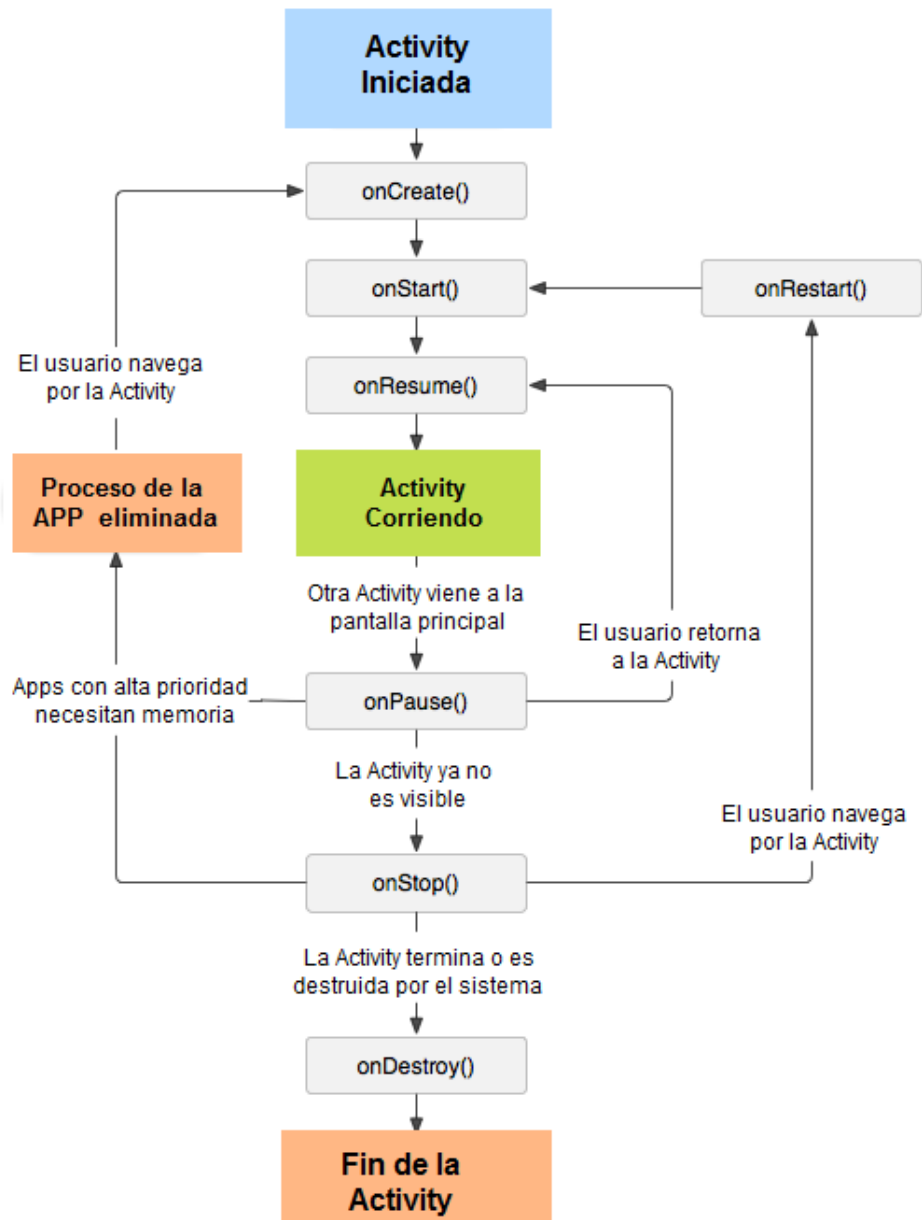 Activity
Iniciada
onCreate()
onStart()
onRestart()
El usuario navega
por la Activity
onResume()
Proceso de la
APP eliminada
Activity
Corriendo
Otra Activity viene a la
pantalla principal
El usuario retorna
a la Activity
Apps con alta prioridad
necesitan memoria
onPause()
La Activity ya no
es visible
El usuario navega
por la Activity
onStop()
La Activity termina o es
destruida por el sistema
onDestroy()
Fin de la
Activity